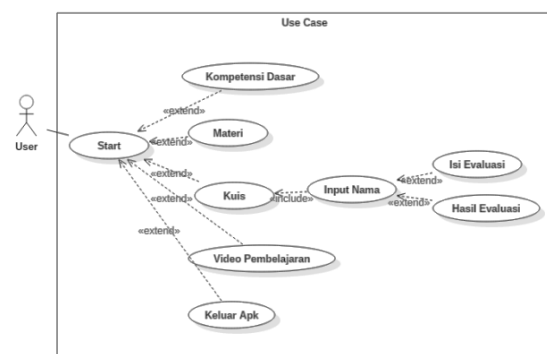 Use Case
Kompetensi Dasar
«extend»
User
Start
«extend»
Materi
«extend»
Kuis
«include»
Input Nama
«extend»
Isi Evaluasi
«extend»
Hasil Evaluasi
«extend»
Video Pembelajaran
«extend»
Keluar Apk